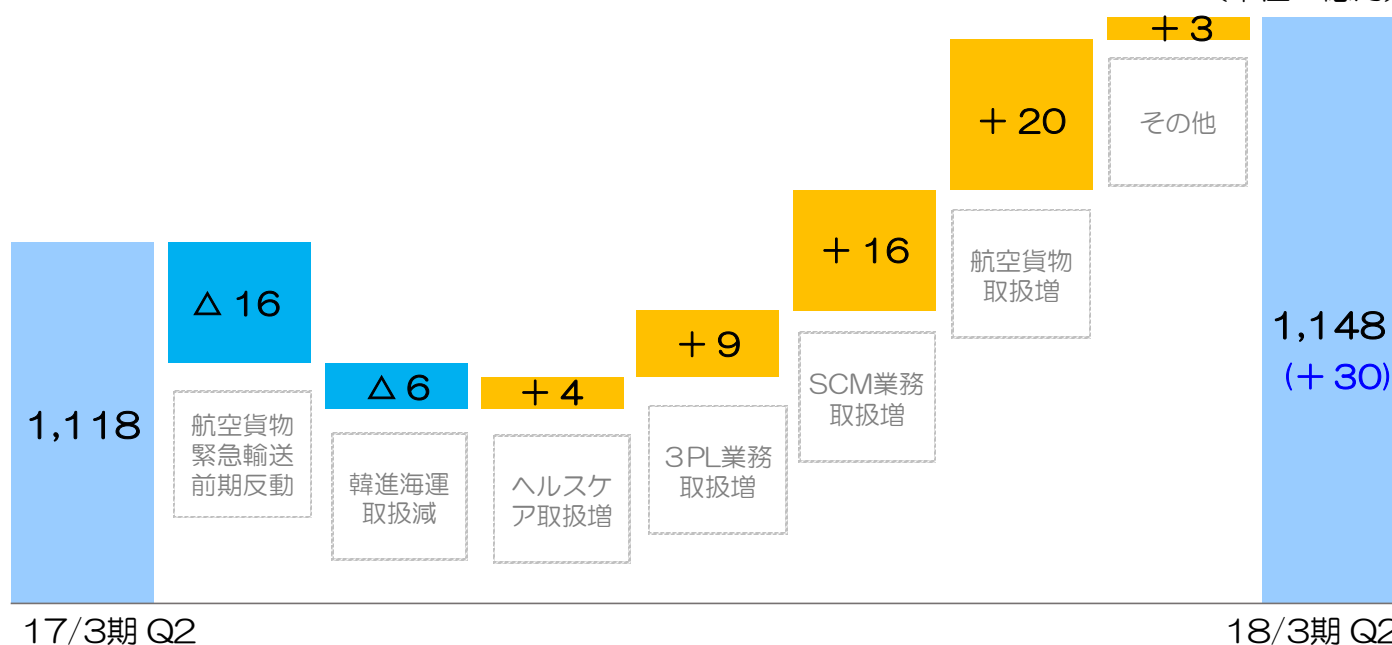 ＋ 3
＋ 20
その他
＋ 16
航空貨物
取扱増
△ 16
＋ 9
1,148
(＋ 30)
△ 6
＋ 4
SCM業務
取扱増
1,118
航空貨物
緊急輸送
前期反動
3PL業務
取扱増
韓進海運
取扱減
ヘルスケ
ア取扱増
17/3期 Q2
18/3期 Q2